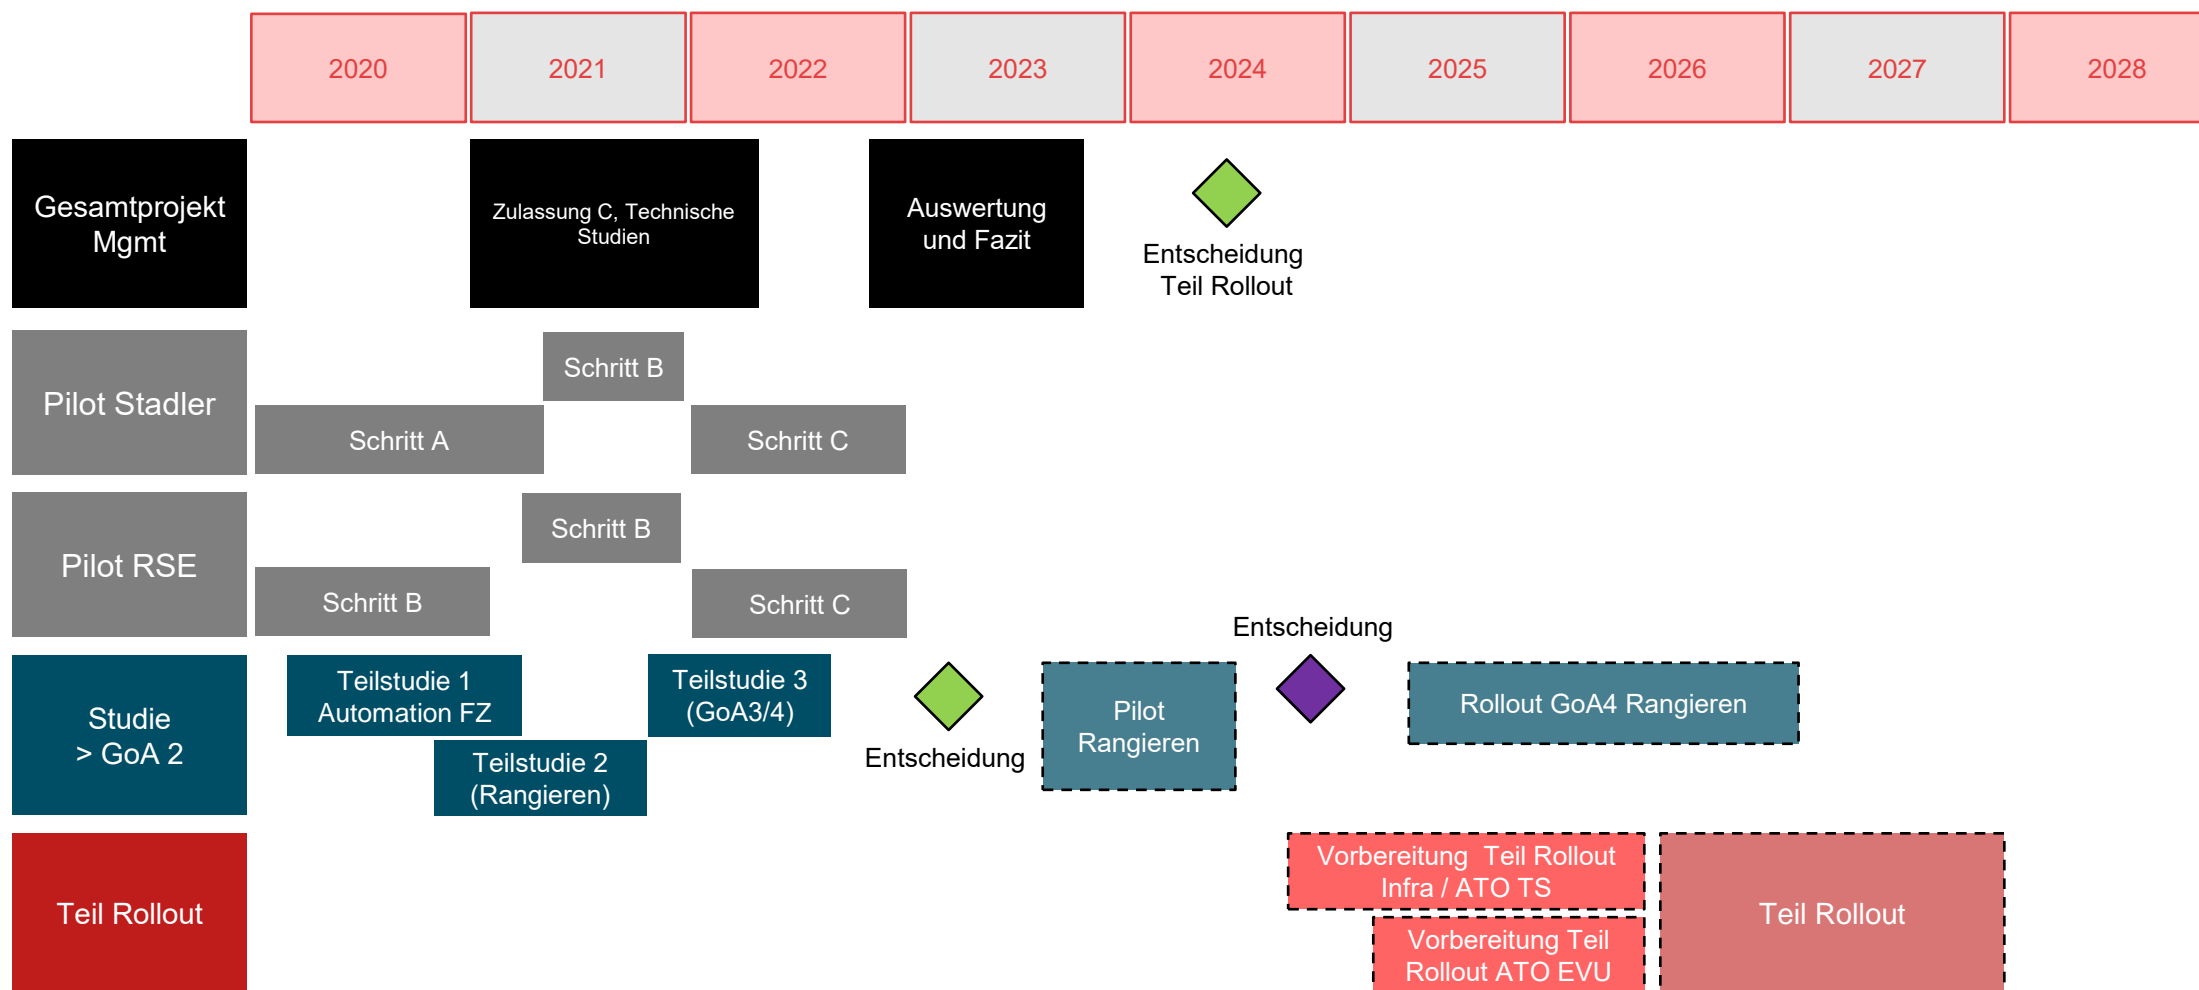 2020
2021
2022
2023
2024
2025
2026
2027
2028
Gesamtprojekt
Mgmt
Zulassung C, Technische
Studien
Auswertung
und Fazit
Entscheidung
Teil Rollout
Pilot Stadler
Schritt B
Schritt A
Schritt C
Pilot RSE
Schritt B
Schritt B
Schritt C
Studie
> GoA 2
Teilstudie 1
Automation FZ
Teilstudie 2
(Rangieren)
Teilstudie 3
(GoA3/4)
Entscheidung
Pilot
Rangieren
Entscheidung
Rollout GoA4 Rangieren
Teil Rollout
Vorbereitung  Teil Rollout
Infra / ATO TS
Vorbereitung Teil
Rollout ATO EVU
Teil Rollout